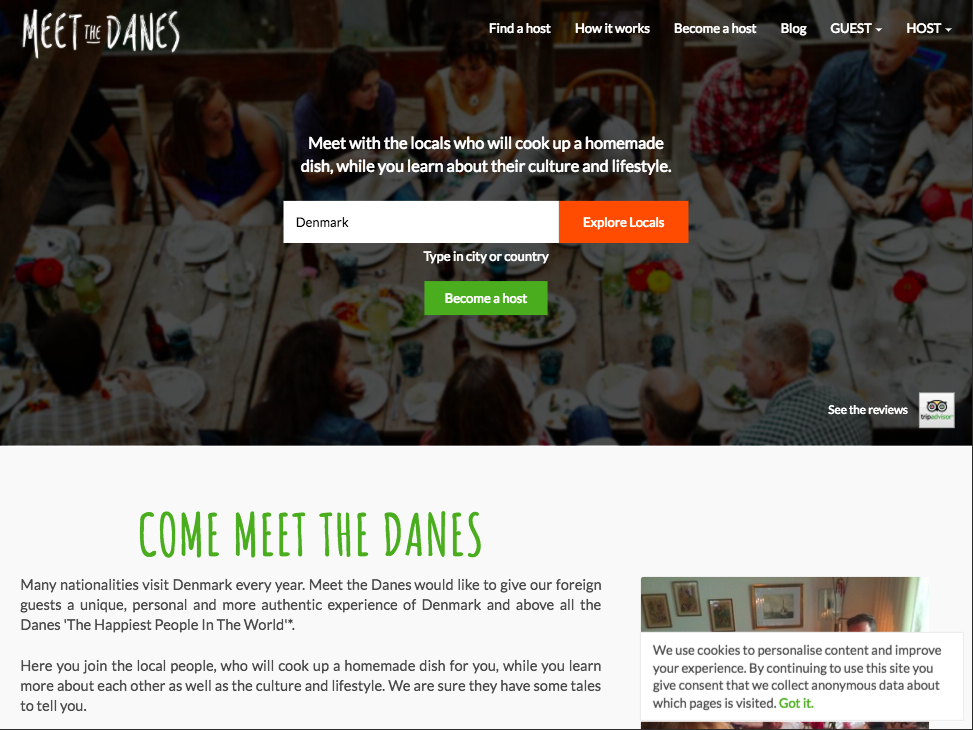 MEET THE DANES
Find a host
How it works
Become a host
Blog
GUEST
HOST
Meet with the locals who will cook up a homemade
dish, while you learn about their culture and lifestyle.
Denmark
Explore Locals
Type in city or country
Become a host
See the reviews
tripadvisor
COME MEET THE DANES
Many nationalities visit Denmark every year. Meet the Danes would like to give our foreign
guests a unique, personal and more authentic experience of Denmark and above all the
Danes 'The Happiest People In The World'*.
Here you join the local people, who will cook up a homemade dish for you, while you learn
more about each other as well as the culture and lifestyle. We are sure they have some tales
to tell you.
We use cookies to personalise content and improve
your experience. By continuing to use this site you
give consent that we collect anonymous data about
which pages is visited. Got it.